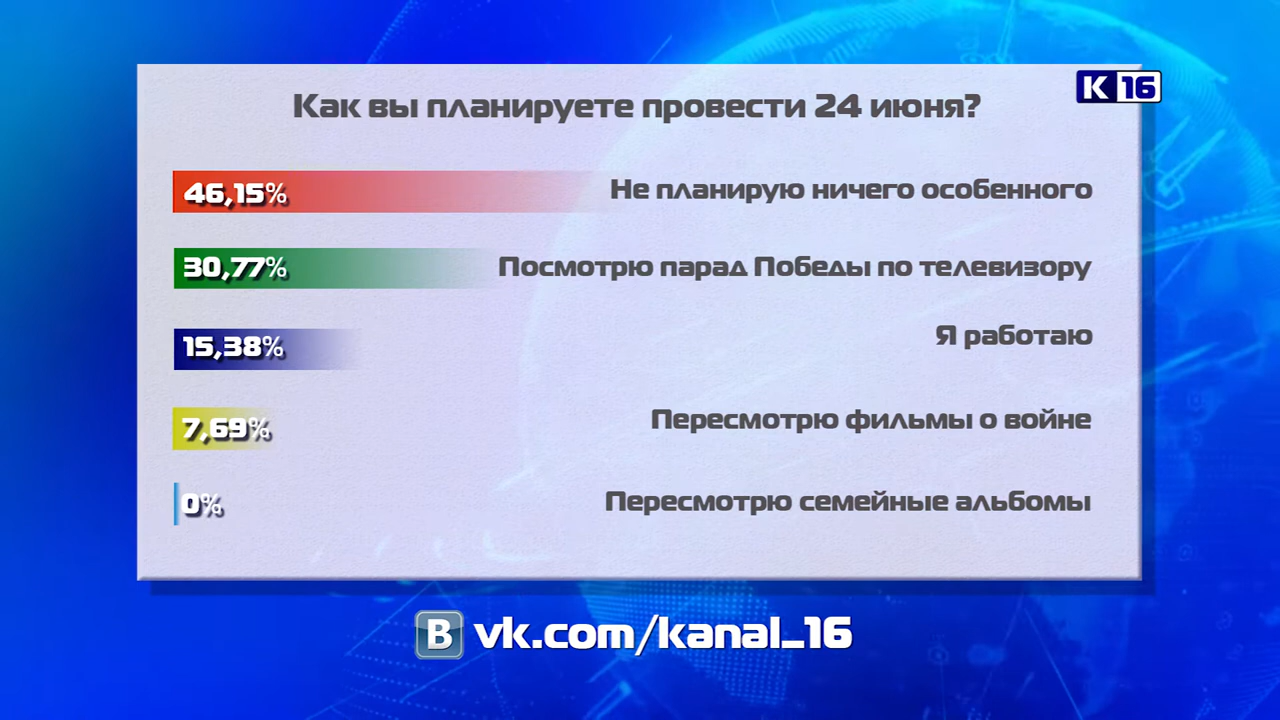 Как вы планируете провести 24 июня?
К 16
46,15% Не планирую ничего особенного
30,77% Посмотрю парад Победы по телевизору
15,38% Я работаю
7,69% Пересмотрю фильмы о войне
0% Пересмотрю семейные альбомы
В vk.com/kanal_16